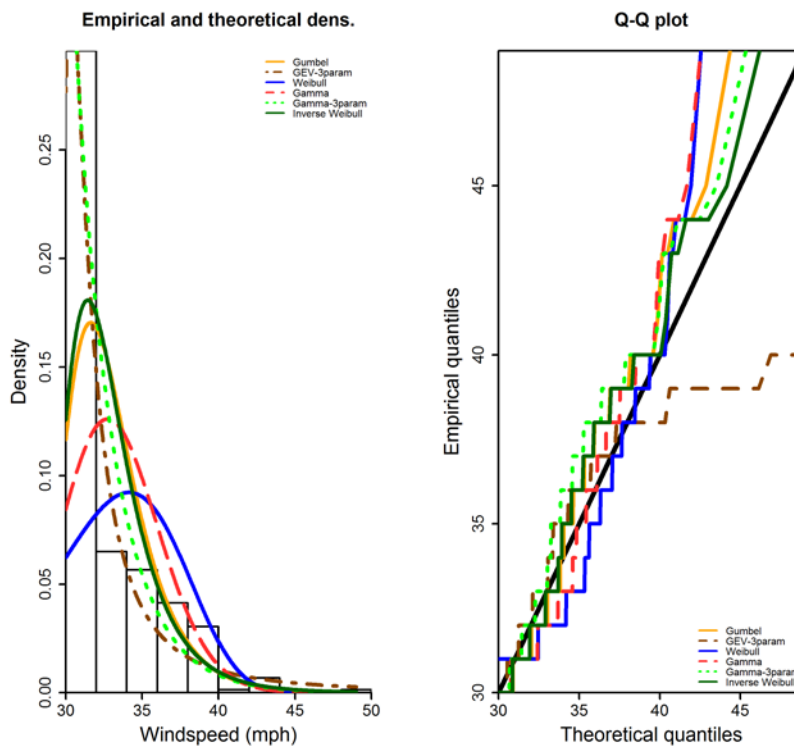 Empirical and theoretical dens.
Gumbel
GEV-3param
Weibull
Gamma
Gamma-3param
Inverse Weibull
Density
0.00
0.05
0.10
0.15
0.20
0.25
30
35
40
45
50
Windspeed (mph)
Q-Q plot
Empirical quantiles
30
35
40
45
Gumbel
GEV-3param
Weibull
Gamma
Gamma-3param
Inverse Weibull
30
35
40
45
Theoretical quantiles